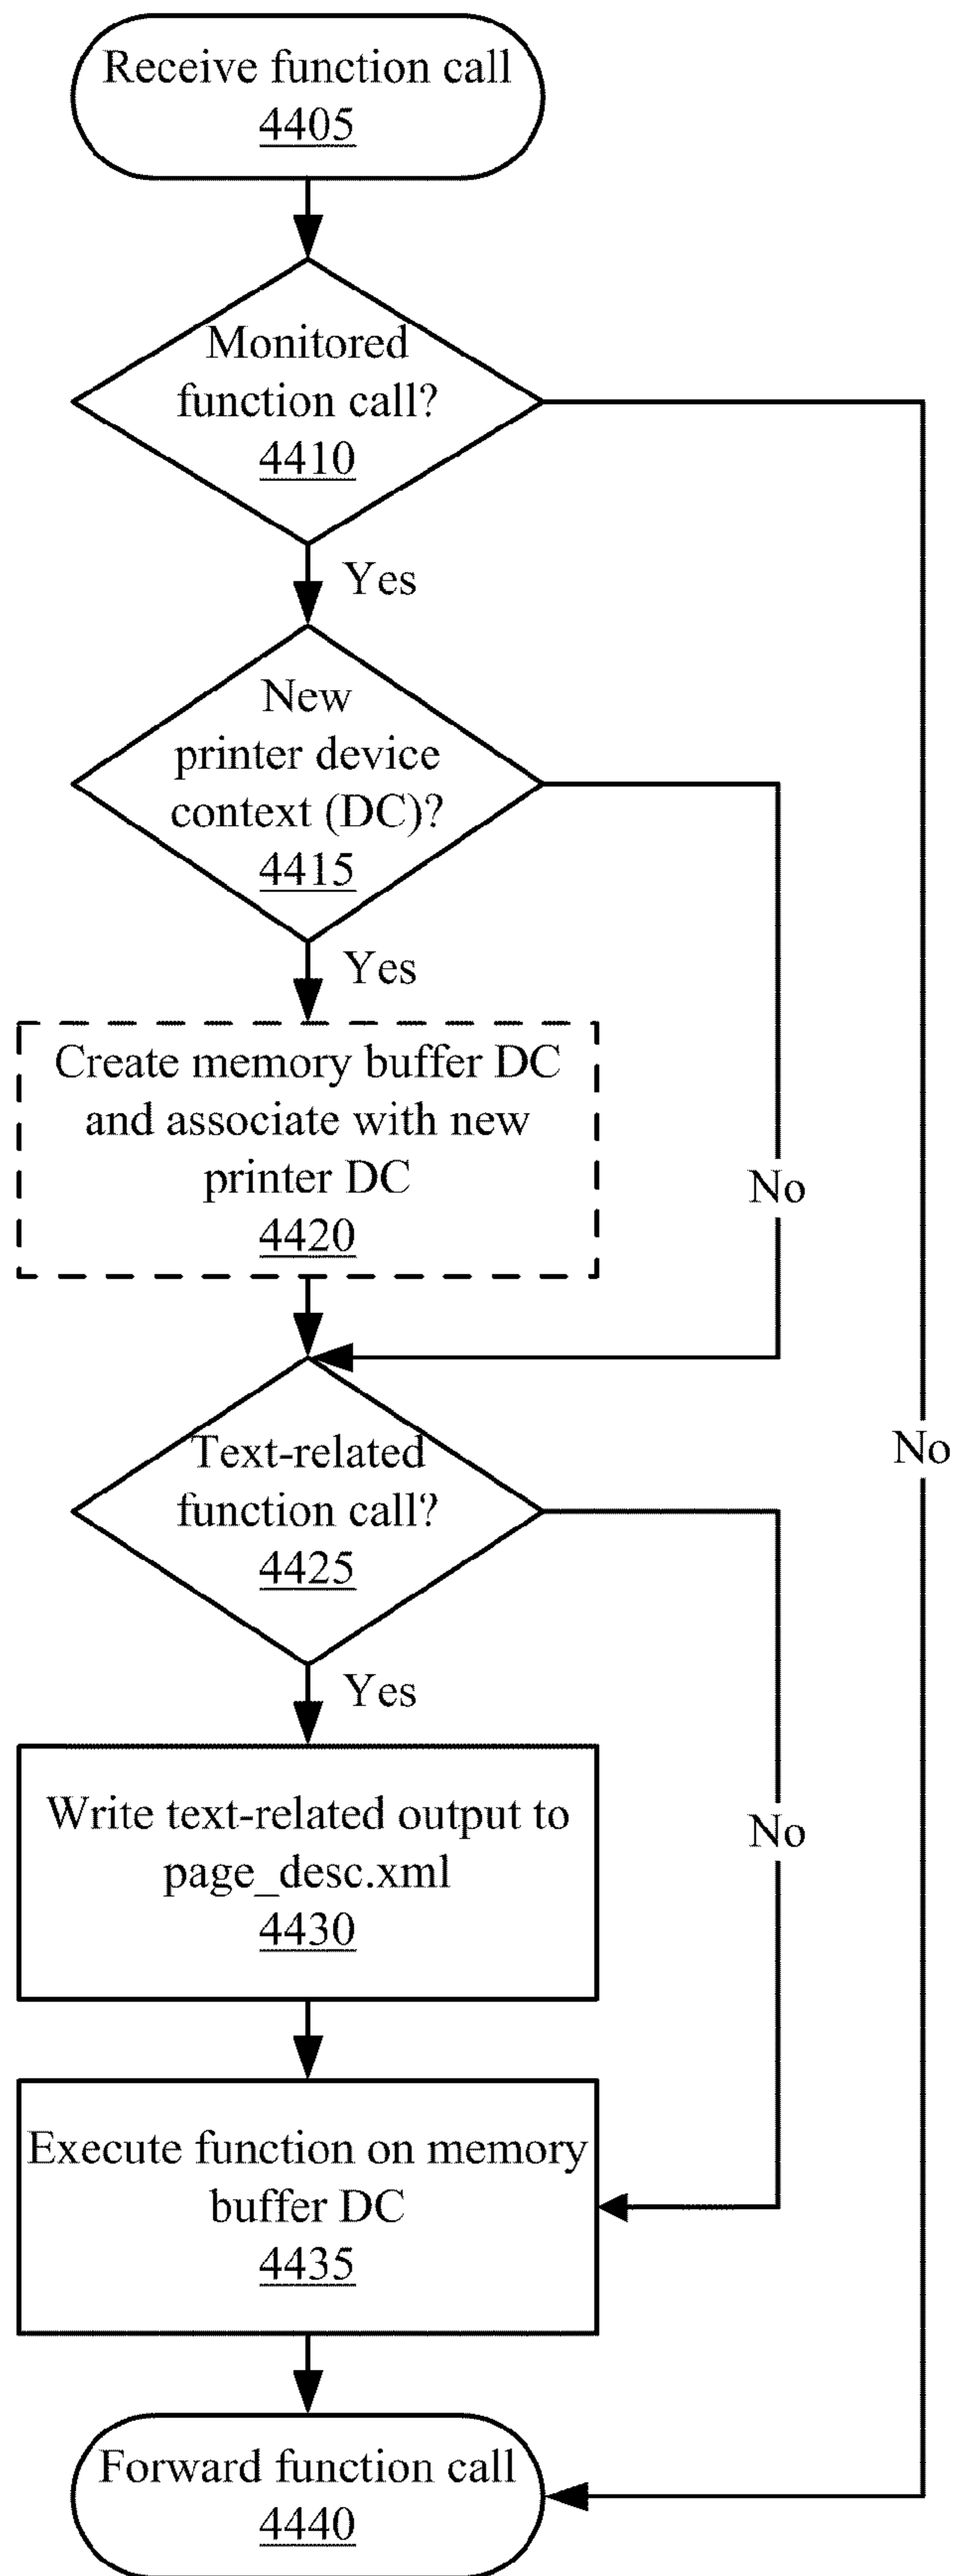 Receive function call
4405
Monitored
function call?
4410
Yes
New
printer device
context (DC)?
4415
Yes
Create memory buffer DC
and associate with new
printer DC
4420
No
Text-related
function call?
4425
No
Yes
Write text-related output to
page_desc.xml
4430
No
Execute function on memory
buffer DC
4435
Forward function call
4440